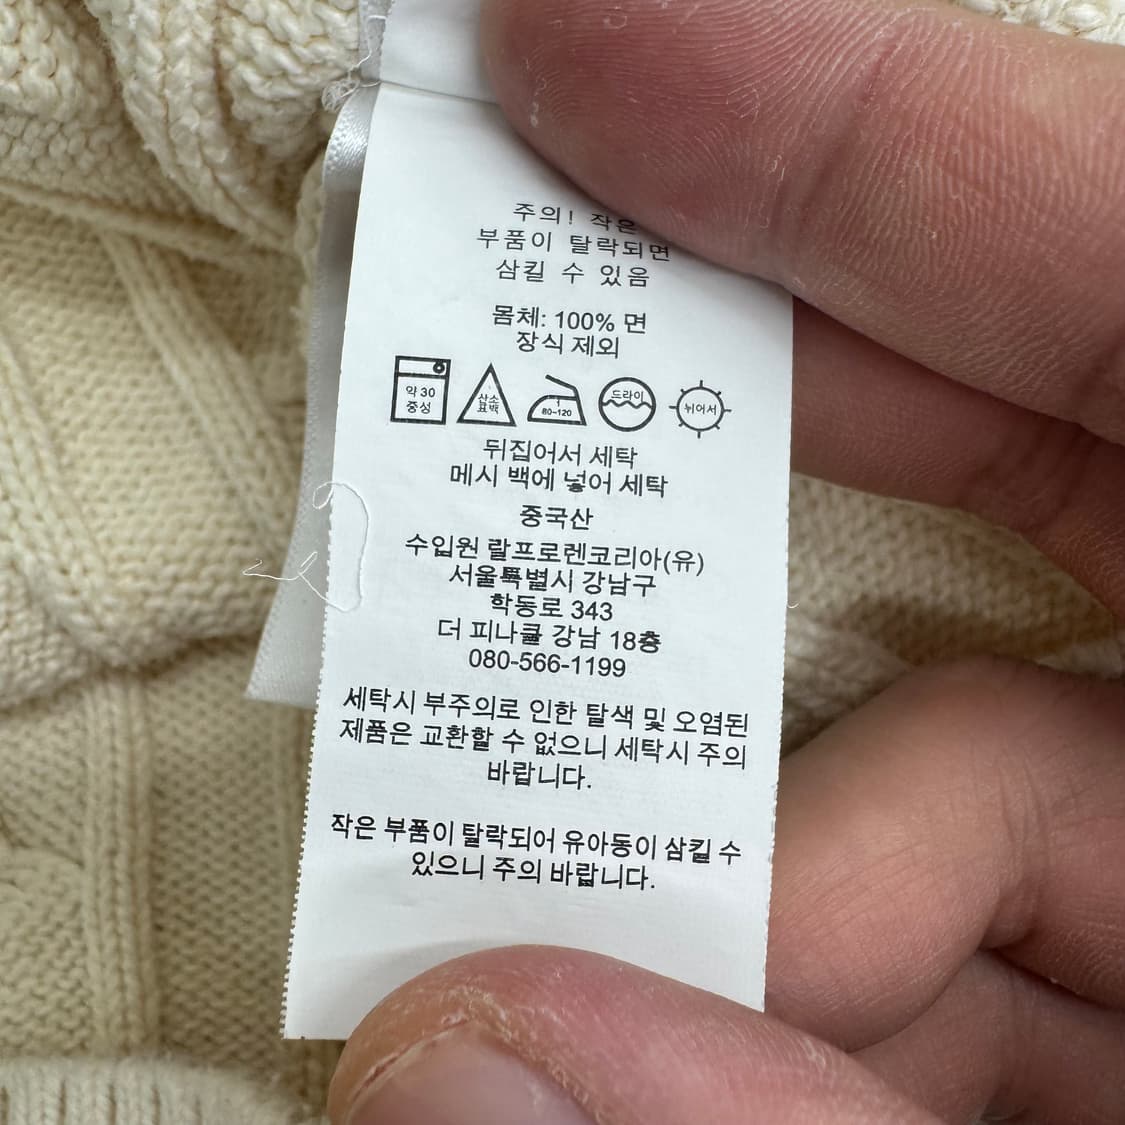 주의! 작은
부품이 탈락되면
삼킬 수 있음
몸체: 100% 면
장식 제외
약 30
중성
산소
표백
1
80~120
드라이
뉘어서
뒤집어서 세탁
메시 백에 넣어 세탁
중국산
수입원 랄프로렌코리아(유)
서울특별시 강남구
학동로 343
더 피나클 강남 18층
080-566-1199
세탁시 부주의로 인한 탈색 및 오염된
제품은 교환할 수 없으니 세탁시 주의
바랍니다.
작은 부품이 탈락되어 유아동이 삼킬 수
있으니 주의 바랍니다.